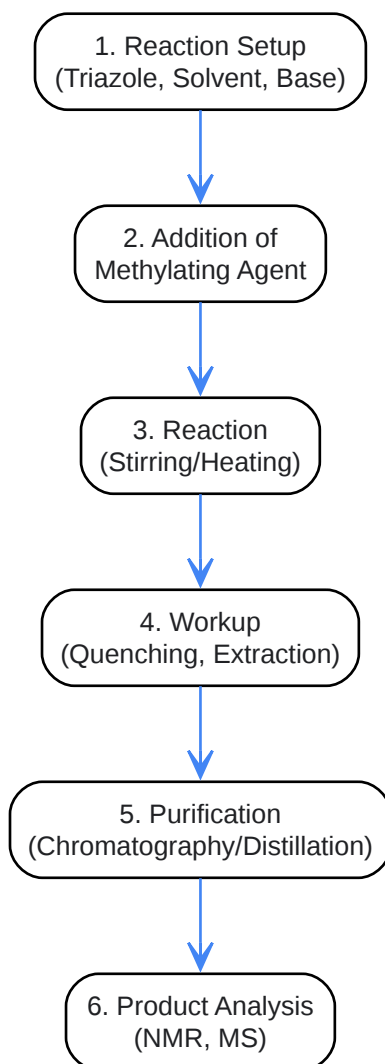 1. Reaction Setup
(Triazole, Solvent, Base)
2. Addition of
Methylating Agent
3. Reaction
(Stirring/Heating)
4. Workup
(Quenching, Extraction)
5. Purification
(Chromatography/Distillation)
6. Product Analysis
(NMR, MS)